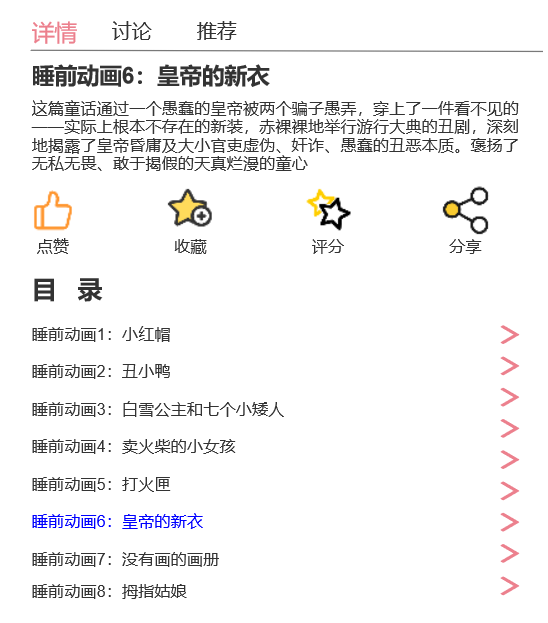 详情 讨论 推荐
睡前动画6：皇帝的新衣
这篇童话通过一个愚蠢的皇帝被两个骗子愚弄，穿上了一件看不见的
——实际上根本不存在的新装，赤裸裸地举行游行大典的丑剧，深刻
地揭露了皇帝昏庸及大小官吏虚伪、奸诈、愚蠢的丑恶本质。褒扬了
无私无畏、敢于揭假的天真烂漫的童心
点赞 收藏 评分 分享
目 录
睡前动画1：小红帽
睡前动画2：丑小鸭
睡前动画3：白雪公主和七个小矮人
睡前动画4：卖火柴的小女孩
睡前动画5：打火匣
睡前动画6：皇帝的新衣
睡前动画7：没有画的画册
睡前动画8：拇指姑娘